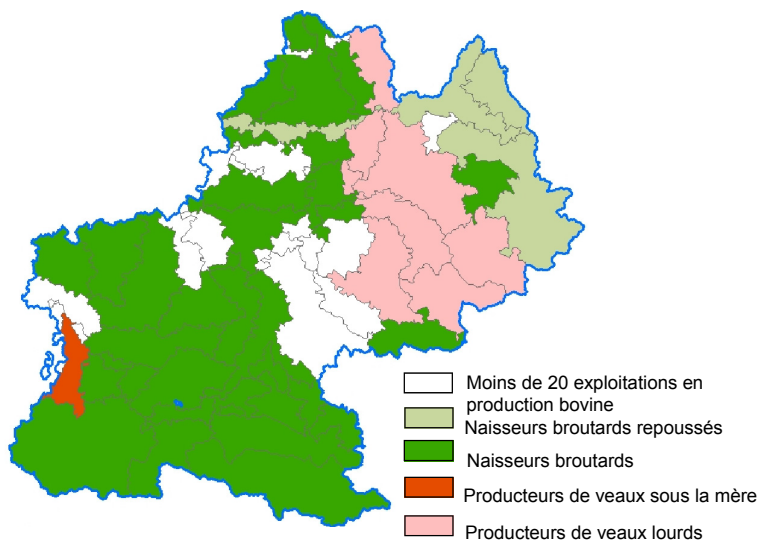 Moins de 20 exploitations en
production bovine
Naisseurs broutards repoussés
Naisseurs broutards
Producteurs de veaux sous la mère
Producteurs de veaux lourds